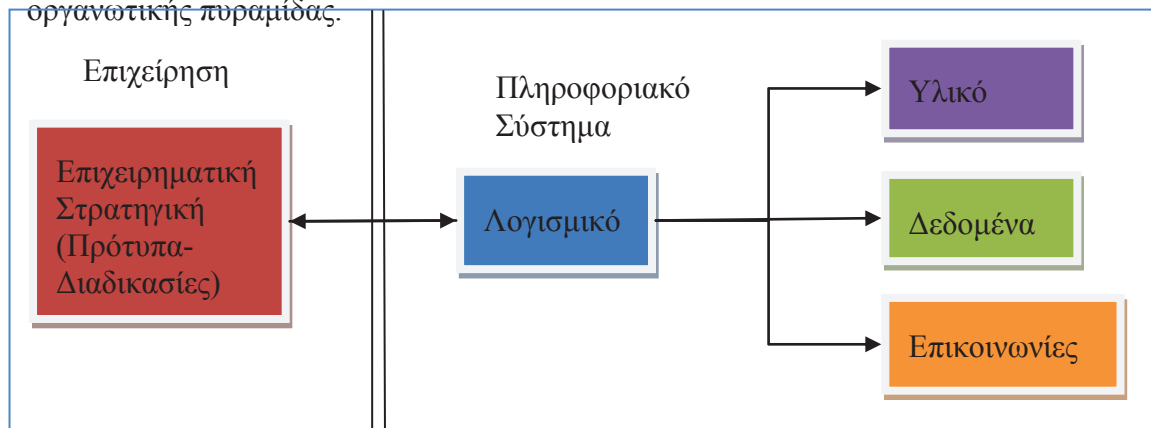 οργανωτικής πυραμίδας.
Επιχείρηση
Επιχειρηματική
Στρατηγική
(Πρότυπα-
Διαδικασίες)
Πληροφοριακό
Σύστημα
Λογισμικό
Υλικό
Δεδομένα
Επικοινωνίες